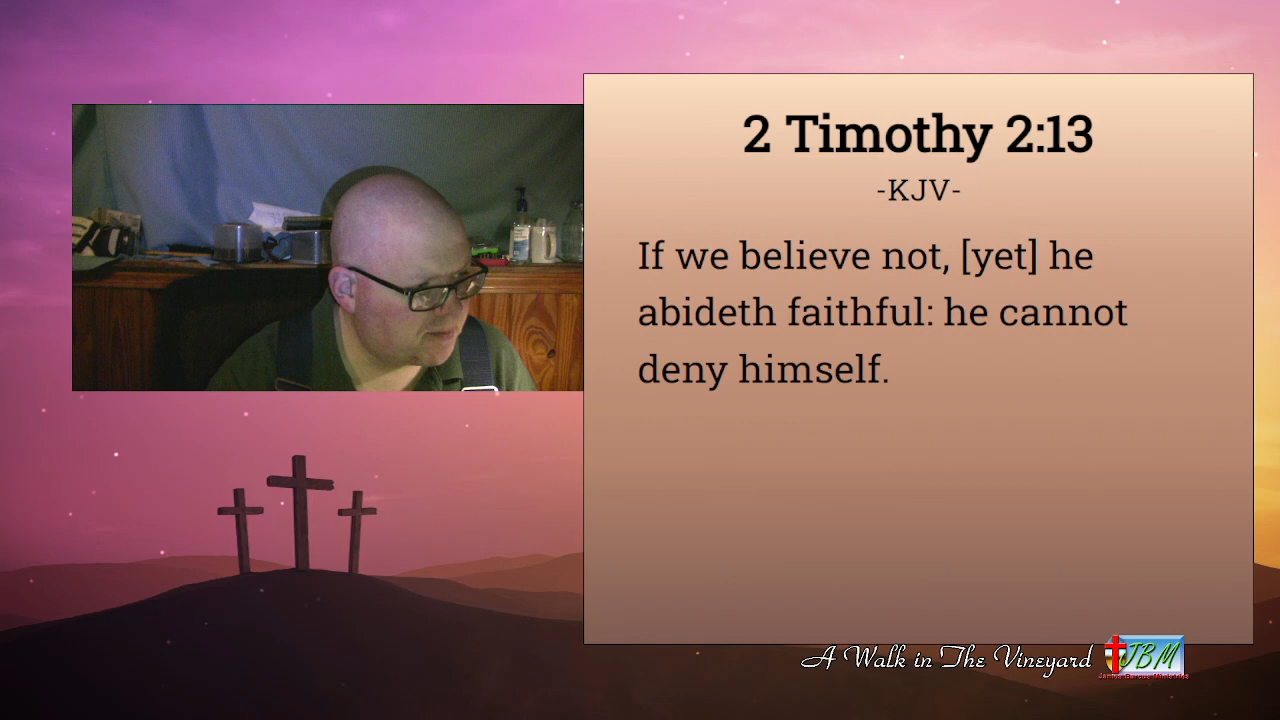 2 Timothy 2:13
-KJV-
If we believe not, [yet] he
abideth faithful: he cannot
deny himself.
A Walk in The Vineyard
JBM